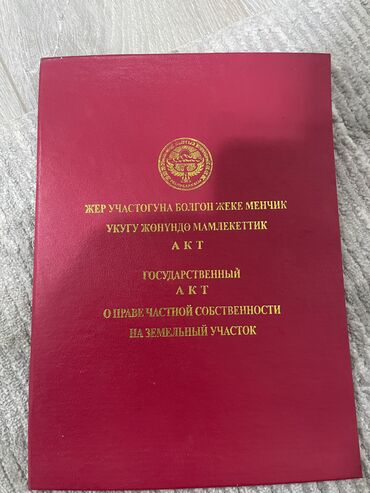 ЖЕР УЧАСТОГУНА БОЛГОН ЖЕКЕ МЕНЧИК
УКУГУ ЖӨНҮНДӨ МАМЛЕКЕТТИК
АКТ
ГОСУДАРСТВЕННЫЙ
АКТ
О ПРАВЕ ЧАСТНОЙ СОБСТВЕННОСТИ
НА ЗЕМЕЛЬНЫЙ УЧАСТОК